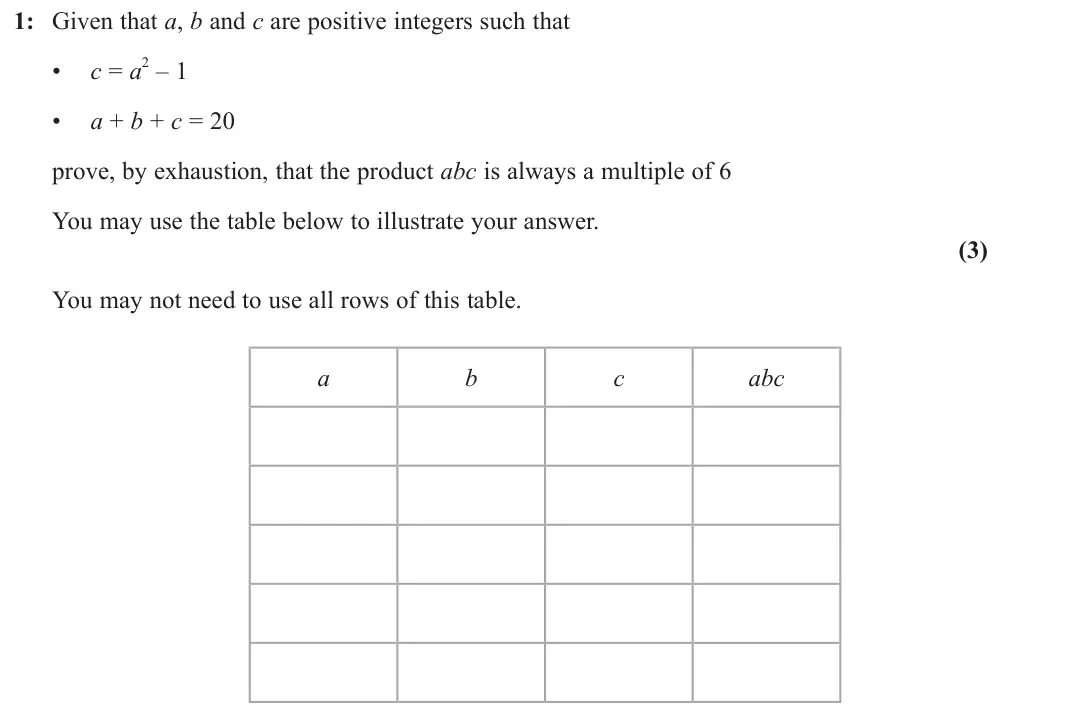 1: Given that a, b and c are positive integers such that
• c = a² – 1
• a + b + c = 20
prove, by exhaustion, that the product abc is always a multiple of 6
You may use the table below to illustrate your answer.
(3)
You may not need to use all rows of this table.
a b c abc